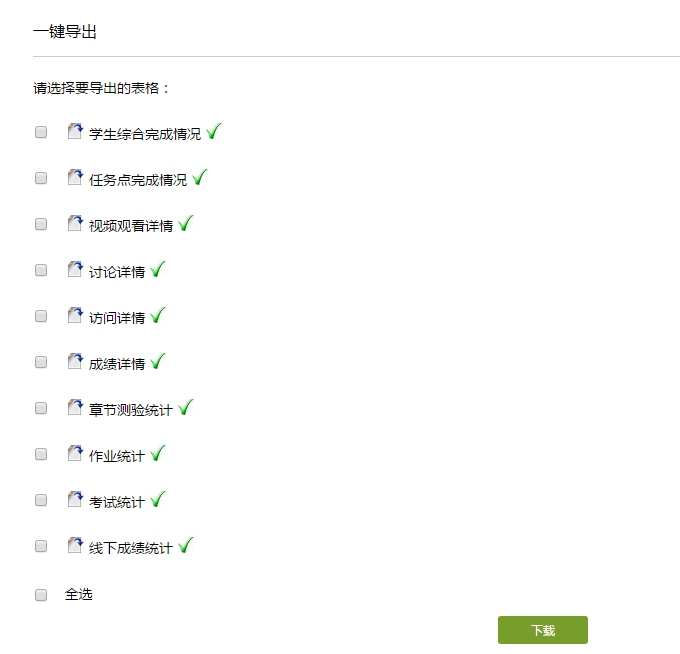 一键导出
请选择要导出的表格：
学生综合完成情况
任务点完成情况
视频观看详情
讨论详情
访问详情
成绩详情
章节测验统计
作业统计
考试统计
线下成绩统计
全选
下载